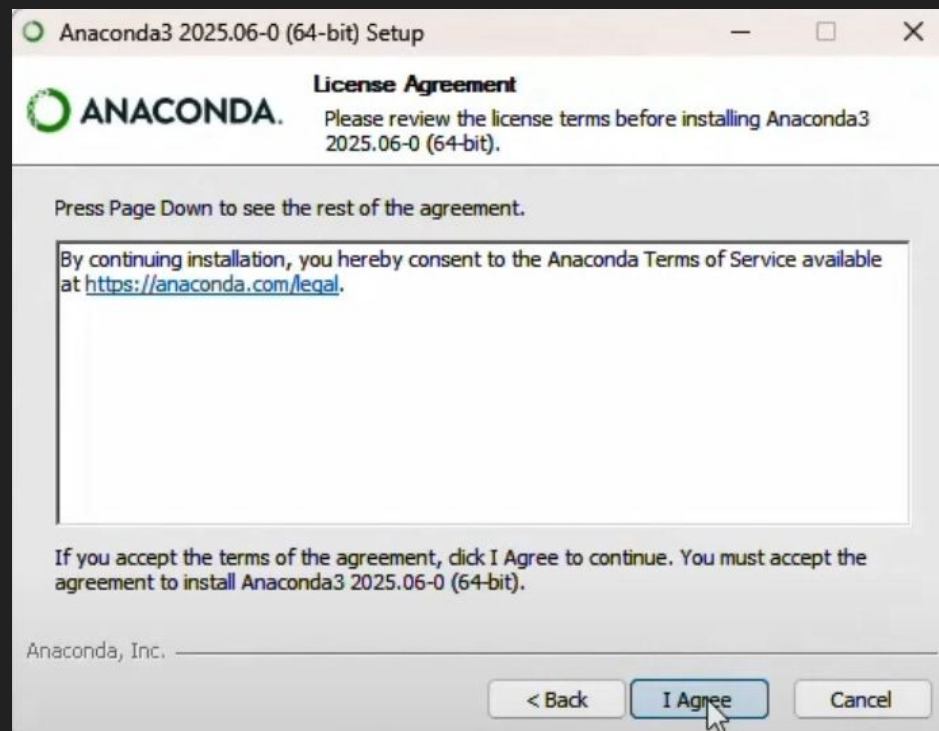 Anaconda3 2025.06-0 (64-bit) Setup
ANACONDA.
License Agreement
Please review the license terms before installing Anaconda3
2025.06-0 (64-bit).
Press Page Down to see the rest of the agreement.
By continuing installation, you hereby consent to the Anaconda Terms of Service available
at https://anaconda.com/legal.
If you accept the terms of the agreement, click I Agree to continue. You must accept the
agreement to install Anaconda3 2025.06-0 (64-bit).
Anaconda, Inc.
< Back
I Agree
Cancel